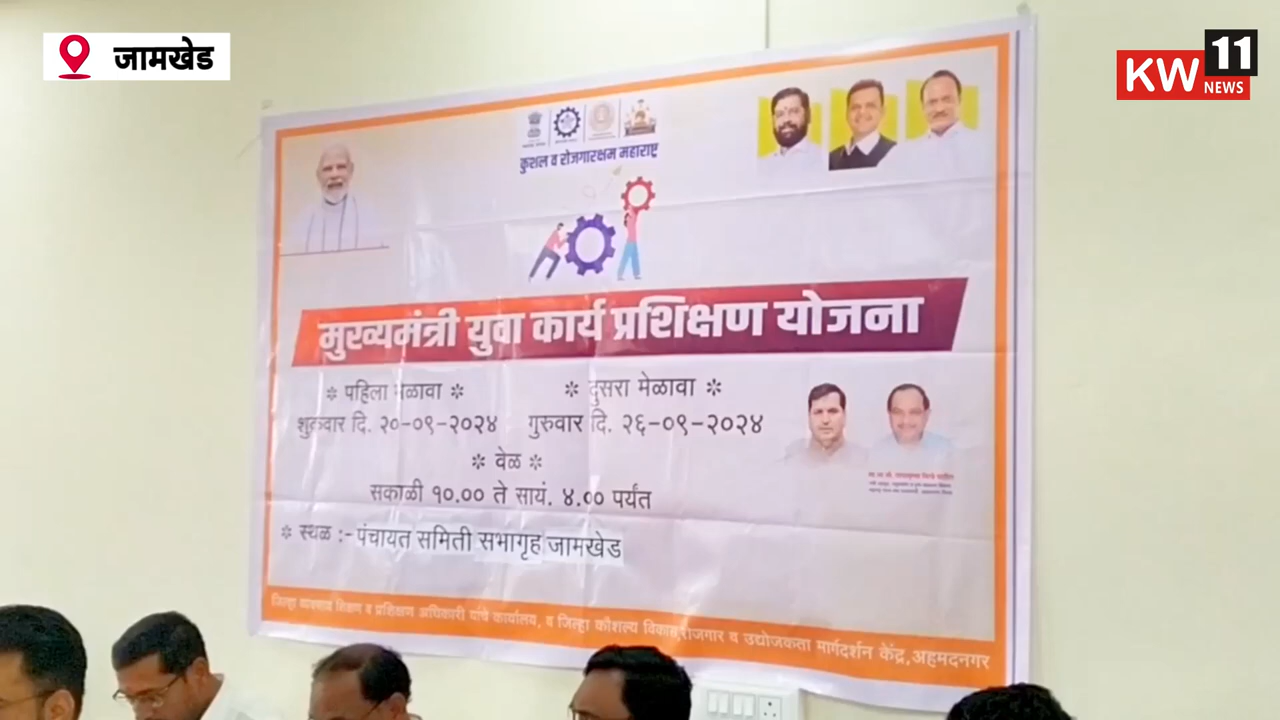 जामखेड
KW 11 NEWS
कुशल व रोजगारक्षम महाराष्ट्र
मुख्यमंत्री युवा कार्य प्रशिक्षण योजना
* पहिला मेळावा * * दुसरा मेळावा *
शुक्रवार दि. २०-०९-२०२४ गुरुवार दि. २६-०९-२०२४
* वेळ *
सकाळी १०.०० ते सायं. ४.०० पर्यंत
* स्थळ :- पंचायत समिती सभागृह जामखेड
जिल्हा व्यवसाय शिक्षण व प्रशिक्षण अधिकारी यांचे कार्यालय, व जिल्हा कौशल्य विकास,रोजगार व उद्योजकता मार्गदर्शन केंद्र,अहमदनगर